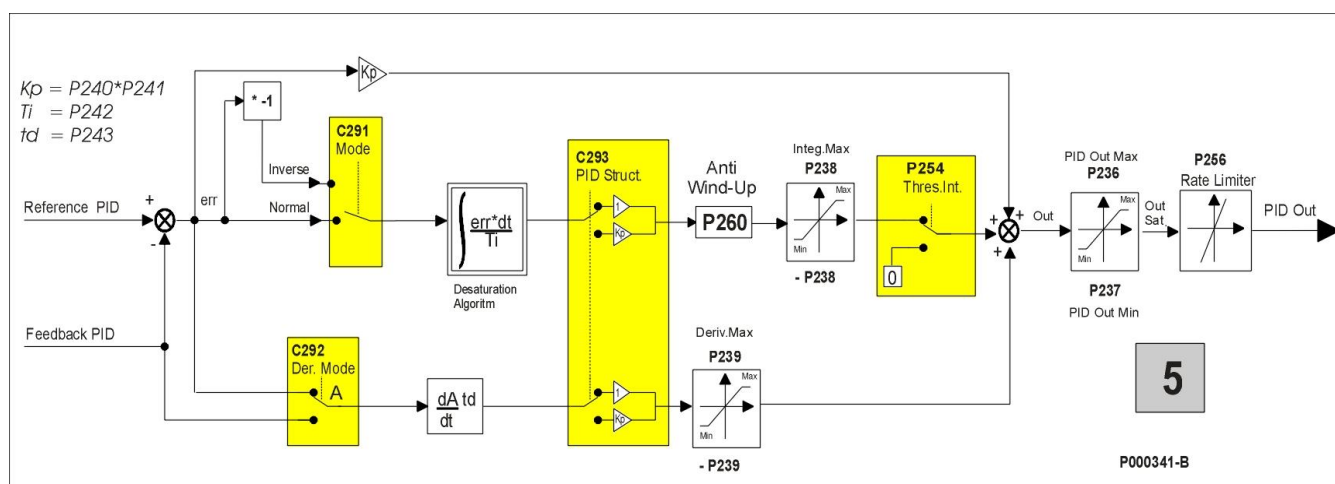 Kp = P240*P241
Ti = P242
td = P243
Kp
* -1
C291
Mode
Inverse
Normal
Reference PID
+
-
err
Feedback PID
err*dt
Ti
Desaturation
Algoritm
C293
PID Struct.
1
Kp
Anti
Wind-Up
P260
Integ.Max
P238
Max
Min
- P238
P254
Thres.Int.
0
+
+
+
Out
PID Out Max
P236
Max
Min
P237
PID Out Min
Out
Sat
P256
Rate Limiter
PID Out
C292
Der. Mode
A
dA td
dt
1
Kp
Deriv.Max
P239
Max
Min
- P239
5
P000341-B